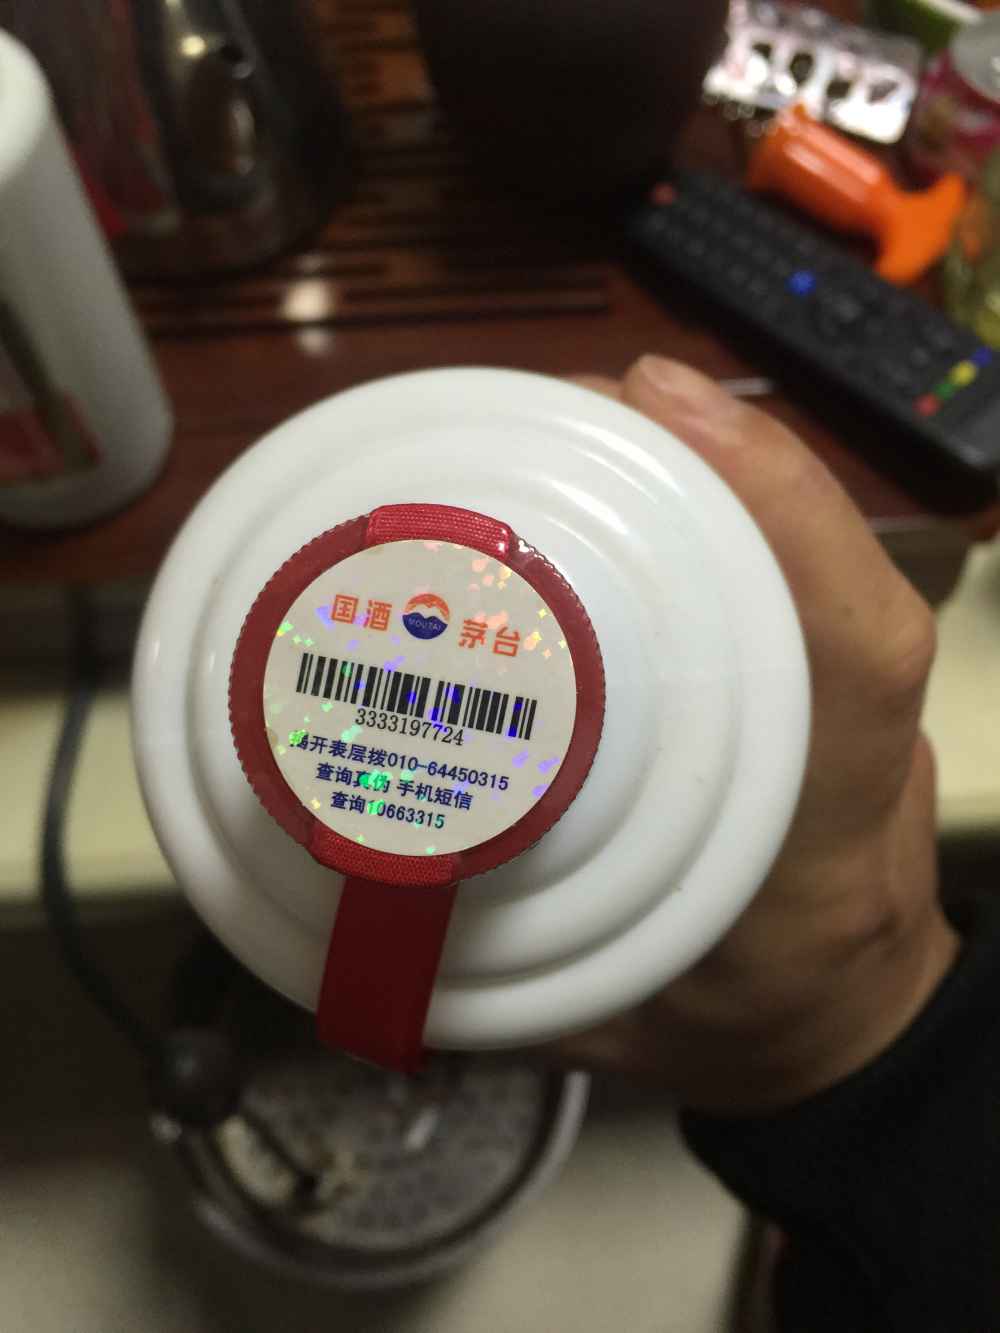 国酒 MOUTAI 茅台
3333197724
揭开表层拨010-64450315
查询真伪 手机短信
查询10663315